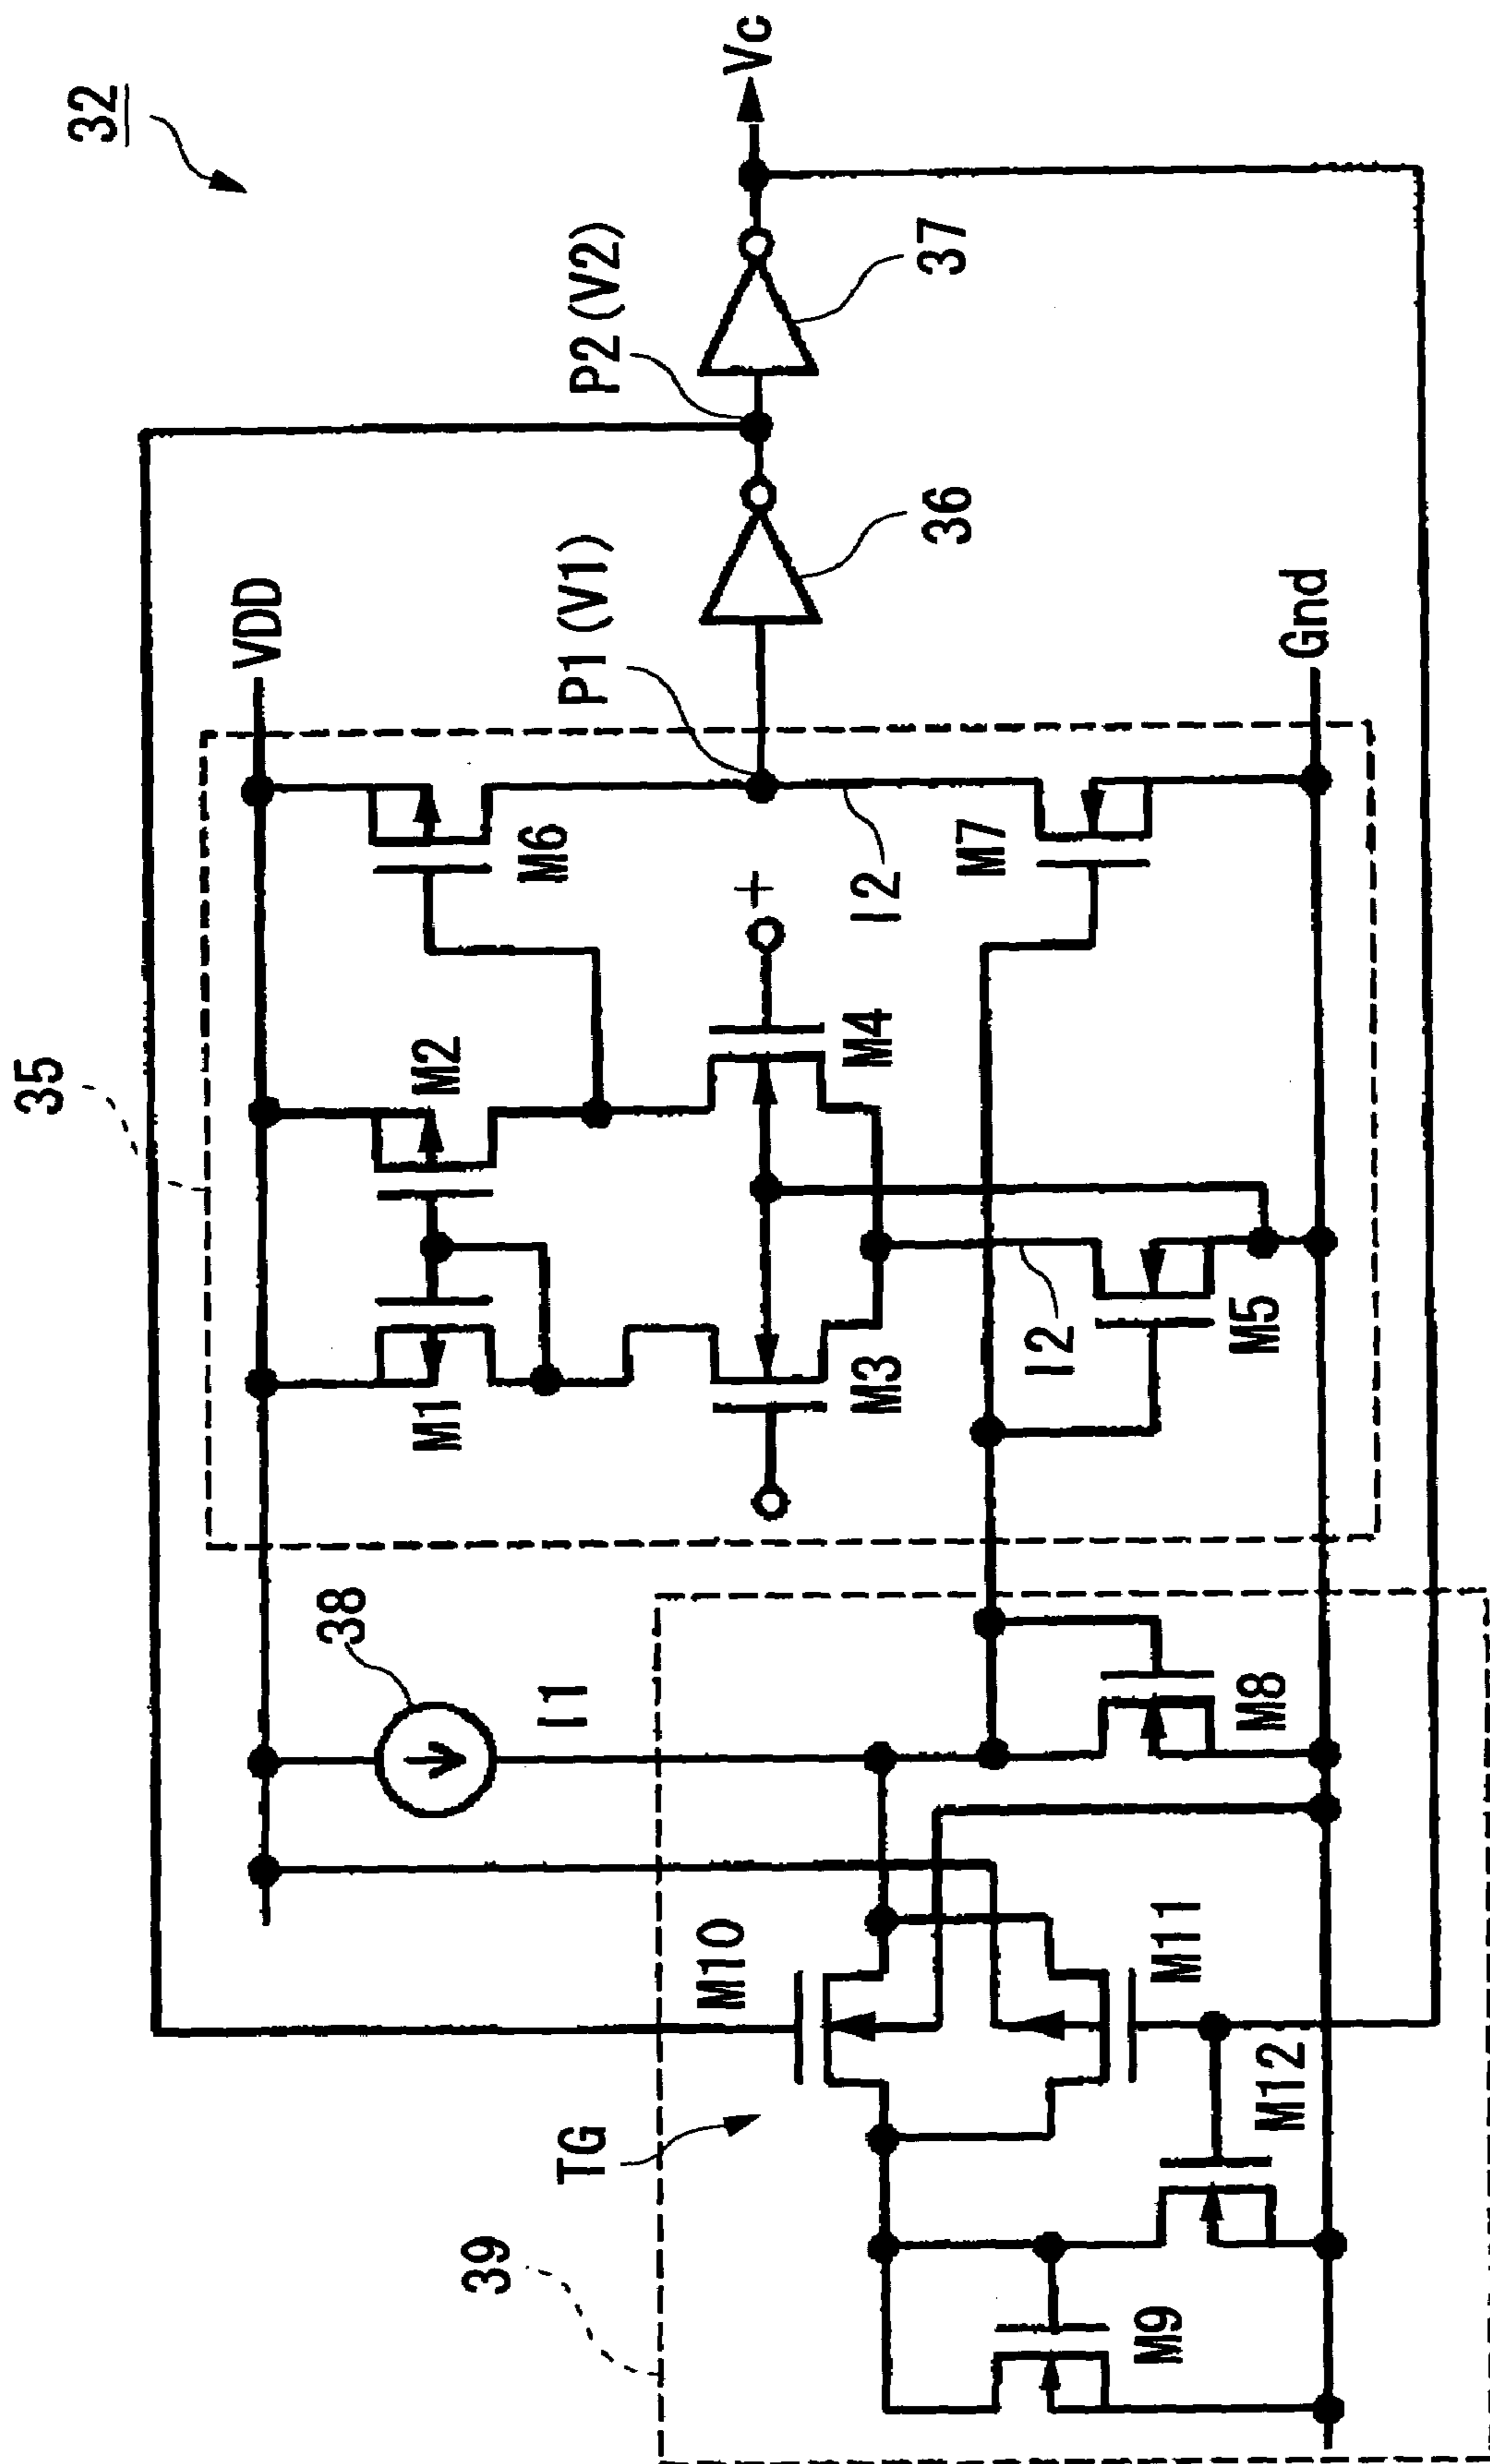 32
35
VDD
P1 (V1)
P2 (V2)
Vc
36
37
38
I1
M1
M2
M6
+
M3
M4
I2
I2
M5
M7
Gnd
39
TG
M10
M11
M12
M9
M8